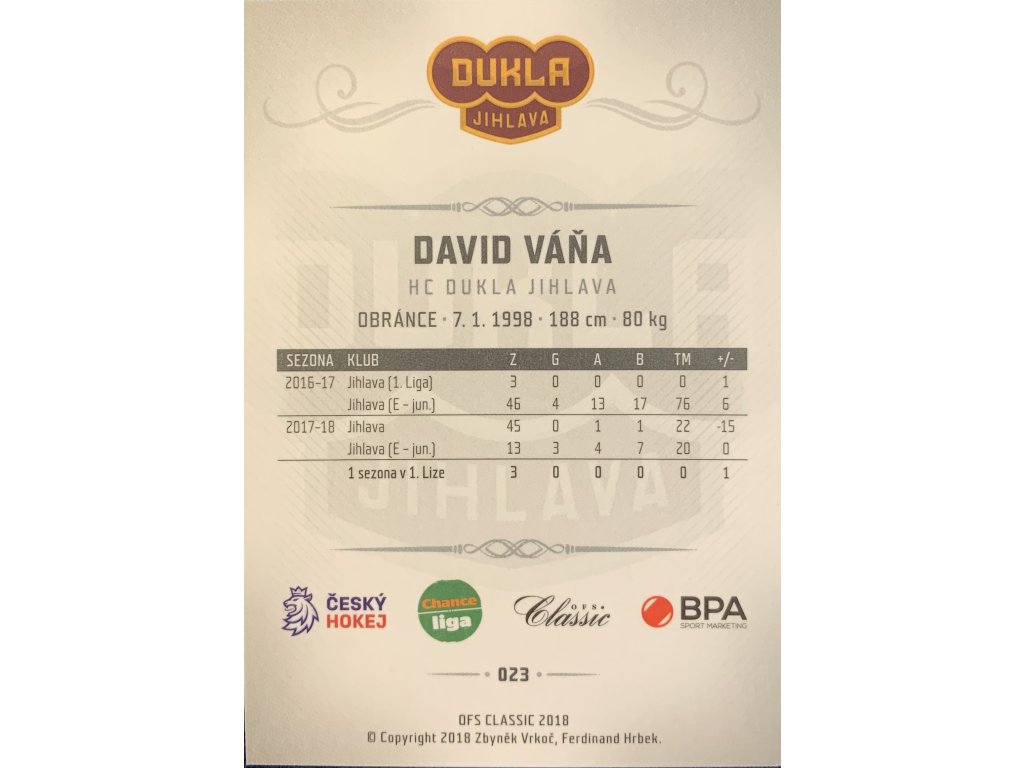 DUKLA
JIHLAVA
DAVID VÁŇA
HC DUKLA JIHLAVA
OBRÁNCE • 7. 1. 1998 • 188 cm • 80 kg
SEZONA KLUB Z G A B TM +/-
2016-17 Jihlava (1. Liga) 3 0 0 0 0 1
Jihlava (E – jun.) 46 4 13 17 76 6
2017-18 Jihlava 45 0 1 1 22 -15
Jihlava (E – jun.) 13 3 4 7 20 0
1 sezona v 1. Lize 3 0 0 0 0 1
JIHLAVA
ČESKÝ
HOKEJ
Chance
liga
OFS
Classic
BPA
SPORT MARKETING
• 023 •
OFS CLASSIC 2018
© Copyright 2018 Zbyněk Vrkoč, Ferdinand Hrbek.